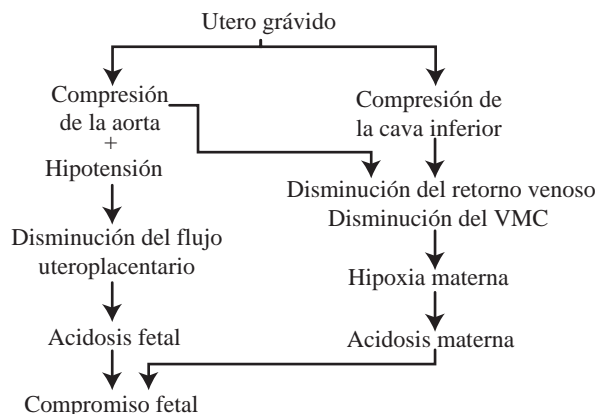 Utero grávido
Compresión
de la aorta
+
Hipotensión
Compresión de
la cava inferior
Disminución del retorno venoso
Disminución del VMC
Disminución del flujo
uteroplacentario
Hipoxia materna
Acidosis fetal
Acidosis materna
Compromiso fetal